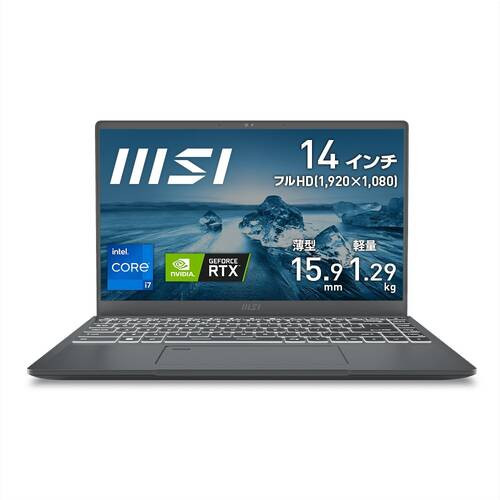 msi
14 インチ
フルHD(1,920×1,080)
薄型 軽量
15.9 mm 1.29 kg
intel.
CORE
i7
NVIDIA.
GEFORCE
RTX
msi